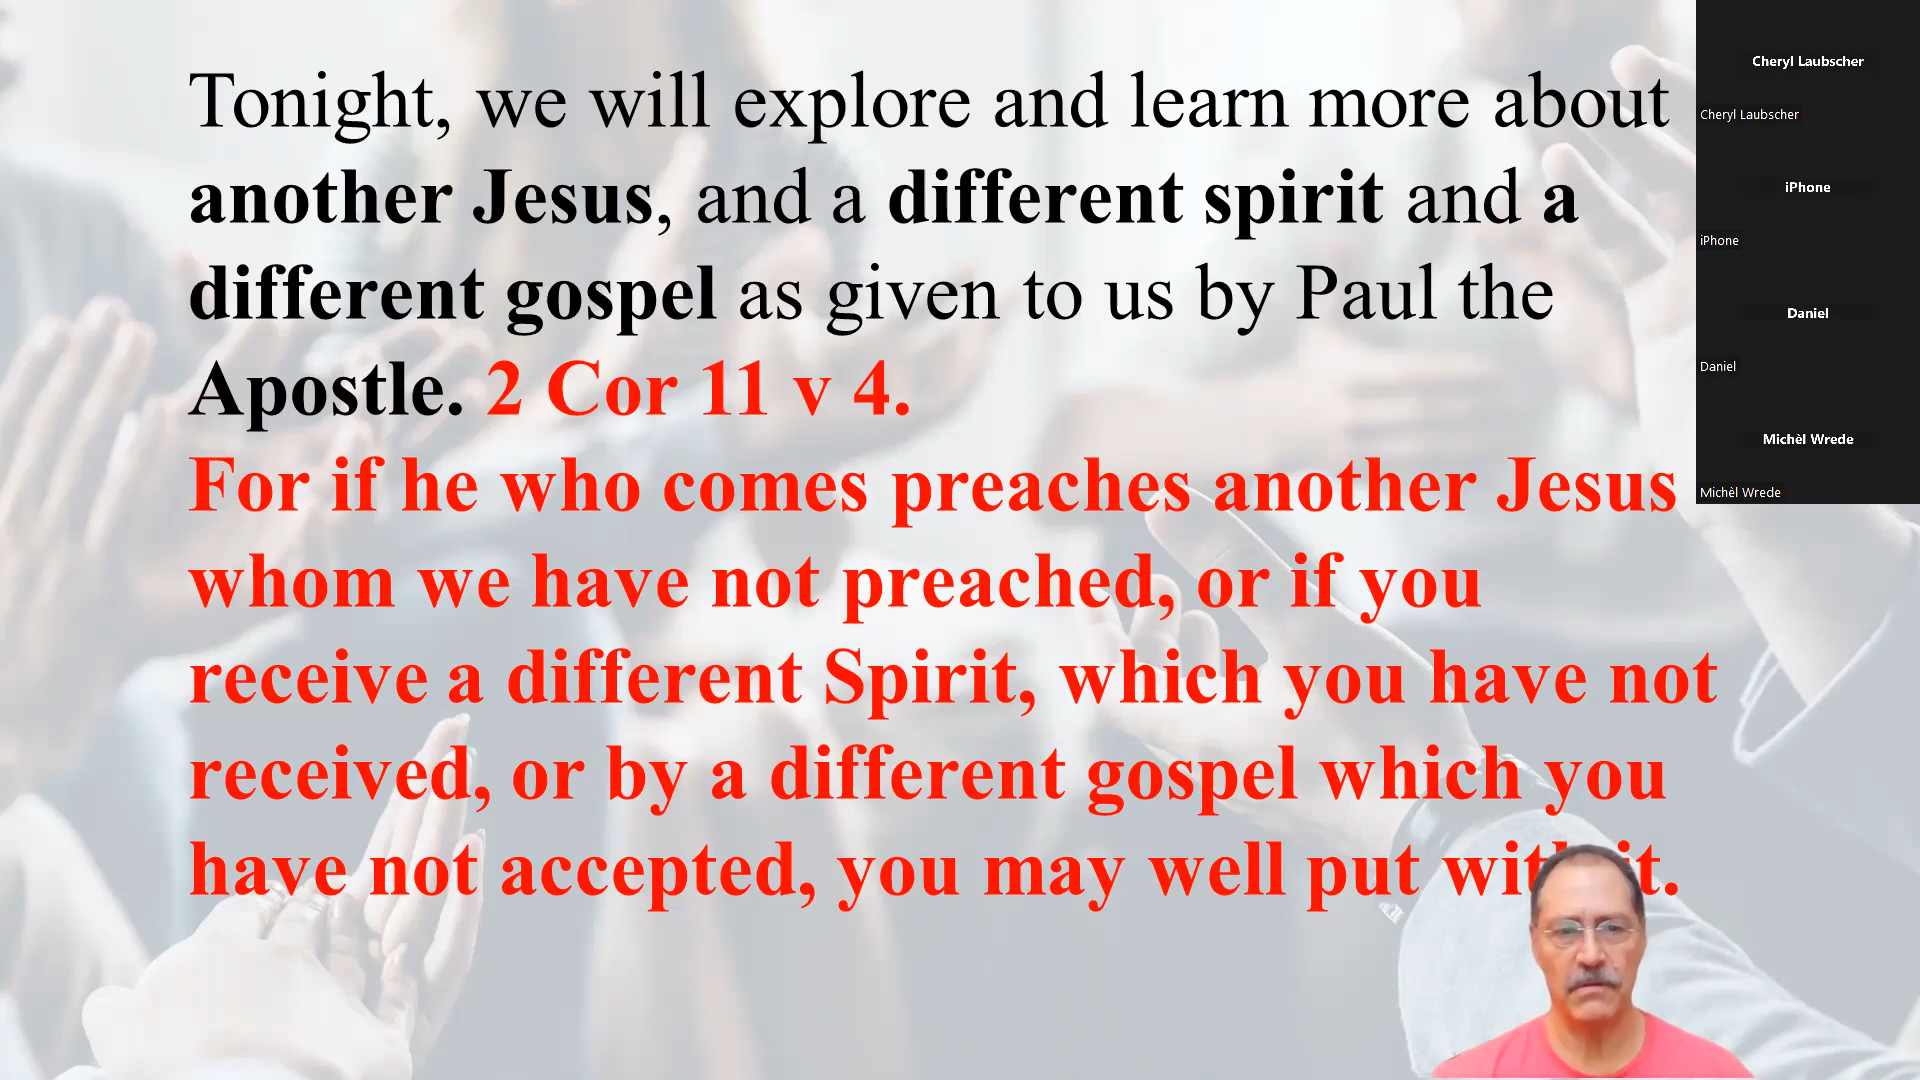 Tonight, we will explore and learn more about
another Jesus, and a different spirit and a
different gospel as given to us by Paul the
Apostle. 2 Cor 11 v 4.
For if he who comes preaches another Jesus
whom we have not preached, or if you
receive a different Spirit, which you have not
received, or by a different gospel which you
have not accepted, you may well put with it.
Cheryl Laubscher
Cheryl Laubscher
iPhone
iPhone
Daniel
Daniel
Michèl Wrede
Michèl Wrede